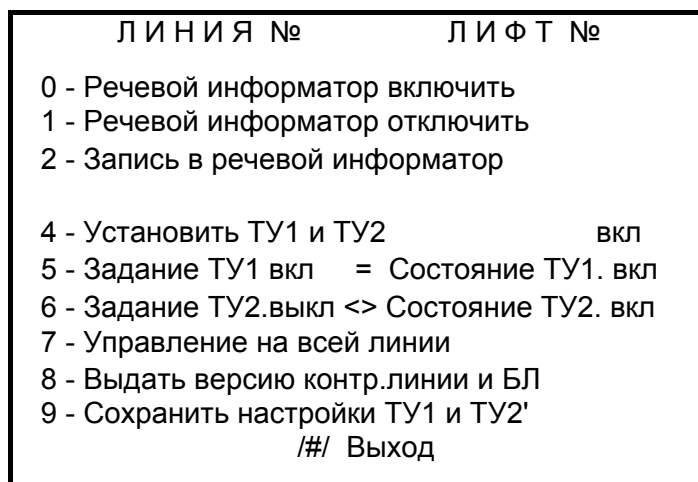 Л И Н И Я  №                    Л И Ф Т  №
0 - Речевой информатор включить
1 - Речевой информатор отключить
2 - Запись в речевой информатор
4 - Установить ТУ1 и ТУ2                    вкл
5 - Задание ТУ1 вкл    =  Состояние ТУ1. вкл
6 - Задание ТУ2.выкл <> Состояние ТУ2. вкл
7 - Управление на всей линии
8 - Выдать версию контр.линии и БЛ
9 - Сохранить настройки ТУ1 и ТУ2'
/#/  Выход